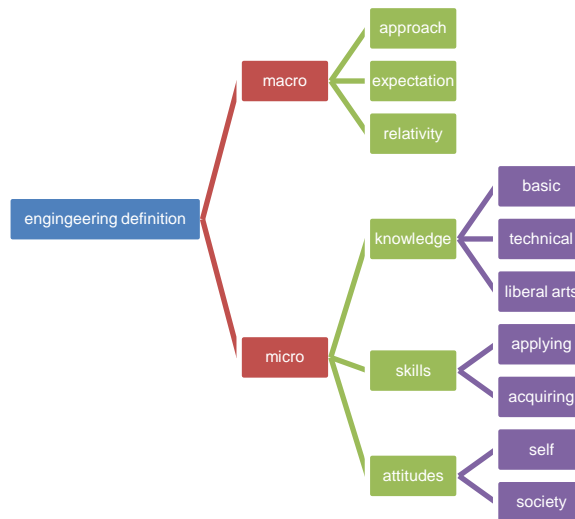 engingeering definition
macro
approach
expectation
relativity
micro
knowledge
basic
technical
liberal arts
skills
applying
acquiring
attitudes
self
society